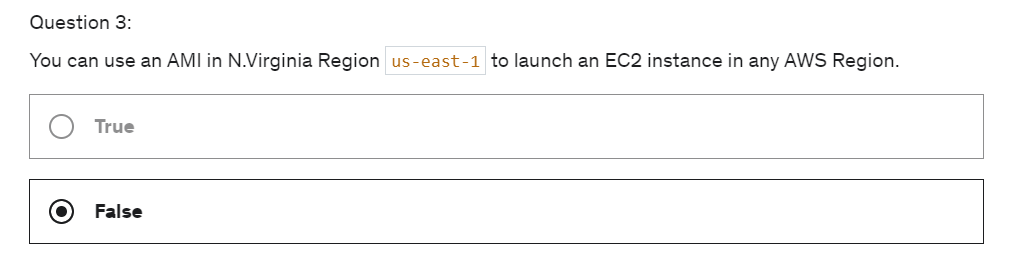 Question 3:
You can use an AMI in N.Virginia Region us-east-1 to launch an EC2 instance in any AWS Region.
True
False